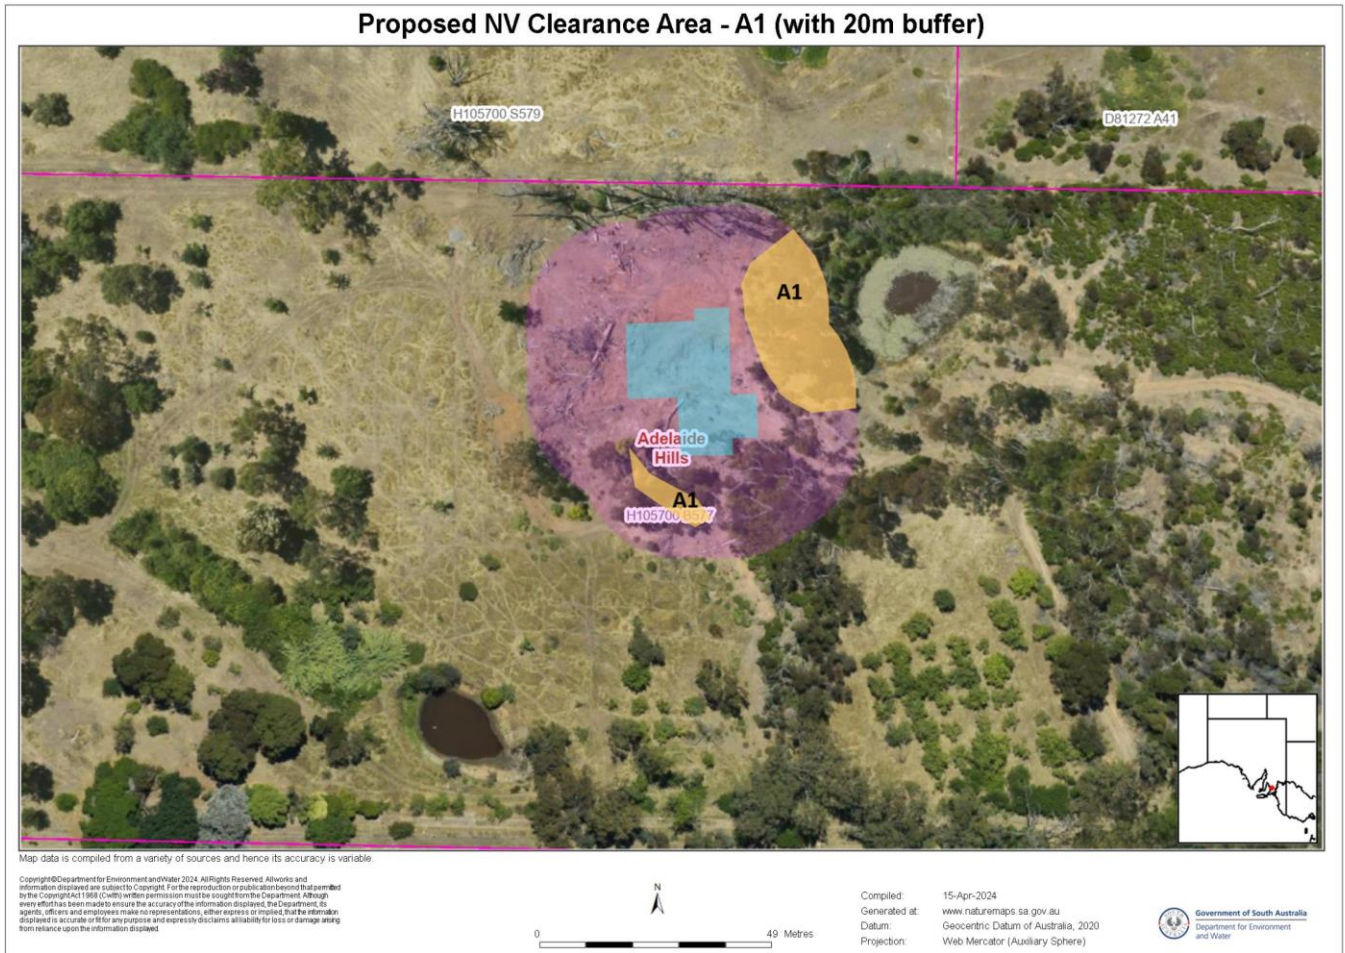 Proposed NV Clearance Area - A1 (with 20m buffer)
H105700 S579
D81272 A41
A1
Adelaide
Hills
A1
H105700 B577
Map data is compiled from a variety of sources and hence its accuracy is variable.
Copyright©Department for Environment and Water 2024. All Rights Reserved. All works and
information displayed are subject to Copyright. For the reproduction or publication beyond that permitted
by the Copyright Act 1968 (Cwlth) written permission must be sought from the Department. Although
every effort has been made to ensure the accuracy of the information displayed, the Department, its
agents, officers and employees make no representations, either express or implied, that the information
displayed is accurate or fit for any purpose and expressly disclaims all liability for loss or damage arising
from reliance upon the information displayed.
N
0 49 Metres
Compiled: 15-Apr-2024
Generated at: www.naturemaps.sa.gov.au
Datum: Geocentric Datum of Australia, 2020
Projection: Web Mercator (Auxiliary Sphere)
Government of South Australia
Department for Environment
and Water